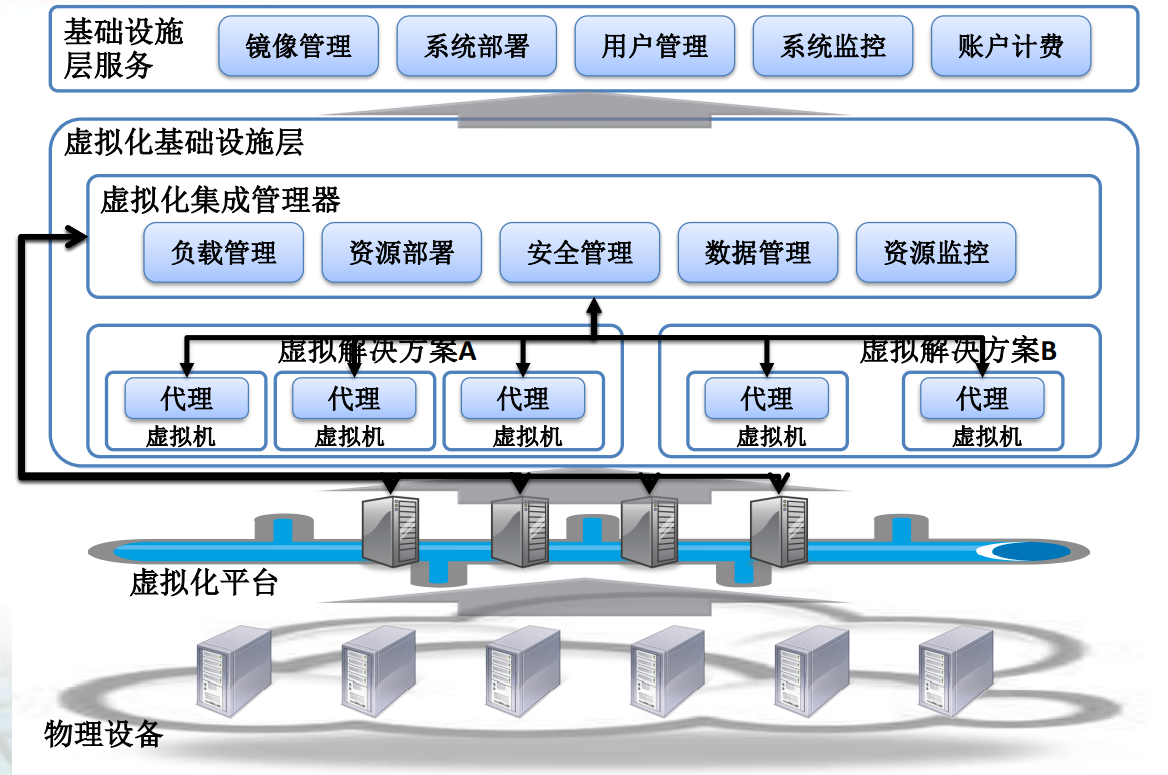 基础设施
层服务
镜像管理
系统部署
用户管理
系统监控
账户计费
虚拟化基础设施层
虚拟化集成管理器
负载管理
资源部署
安全管理
数据管理
资源监控
虚拟解决方案A
代理
虚拟机
代理
虚拟机
代理
虚拟机
虚拟解决方案B
代理
虚拟机
代理
虚拟机
虚拟化平台
物理设备